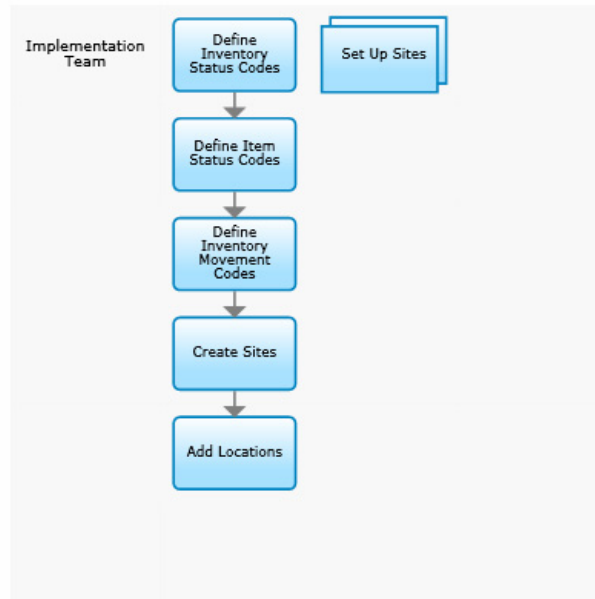 Implementation
Team
Define
Inventory
Status Codes
Set Up Sites
Define Item
Status Codes
Define
Inventory
Movement
Codes
Create Sites
Add Locations